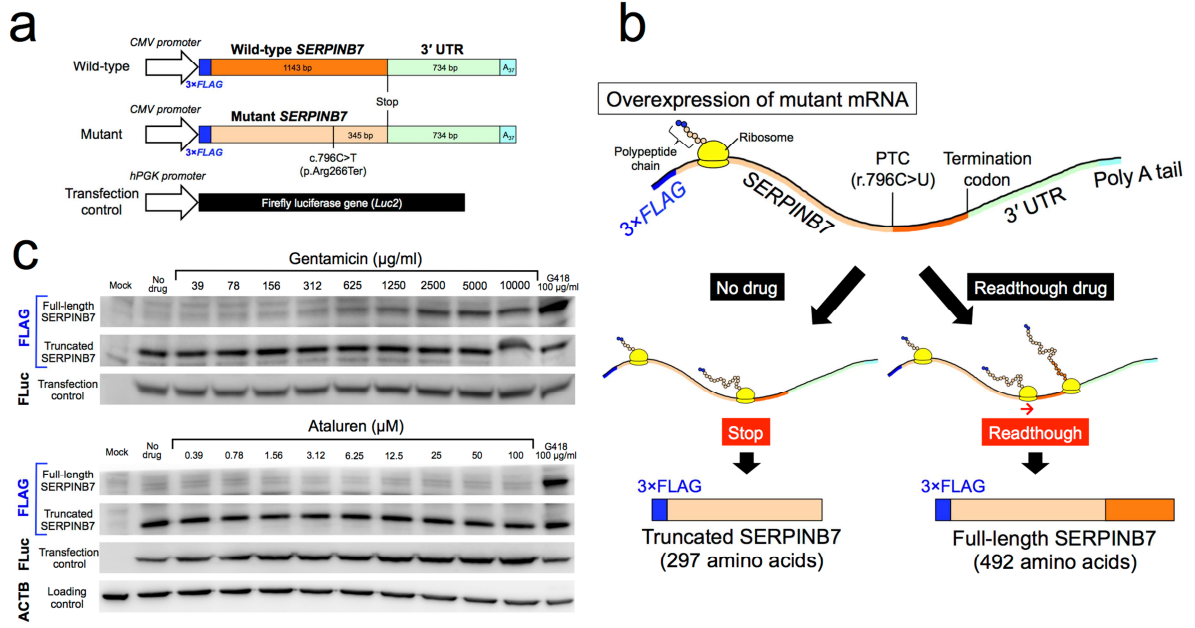 a
CMV promoter
Wild-type SERPINB7
3′ UTR
Wild-type
1143 bp
734 bp
A37
3×FLAG
Stop
CMV promoter
Mutant SERPINB7
Mutant
345 bp
734 bp
A37
3×FLAG
c.796C>T
(p.Arg266Ter)
hPGK promoter
Transfection
control
Firefly luciferase gene (Luc2)
b
Overexpression of mutant mRNA
Ribosome
Polypeptide
chain
3×FLAG
SERPINB7
PTC
(r.796C>U)
Termination
codon
3′ UTR
Poly A tail
No drug
Readthough drug
Stop
Readthough
3×FLAG
Truncated SERPINB7
(297 amino acids)
3×FLAG
Full-length SERPINB7
(492 amino acids)
c
Gentamicin (µg/ml)
Mock
No
drug
39 78 156 312 625 1250 2500 5000 10000
G418
100 µg/ml
FLAG
Full-length
SERPINB7
Truncated
SERPINB7
FLuc
Transfection
control
Ataluren (µM)
Mock
No
drug
0.39 0.78 1.56 3.12 6.25 12.5 25 50 100
G418
100 µg/ml
FLAG
Full-length
SERPINB7
Truncated
SERPINB7
FLuc
Transfection
control
ACTB
Loading
control